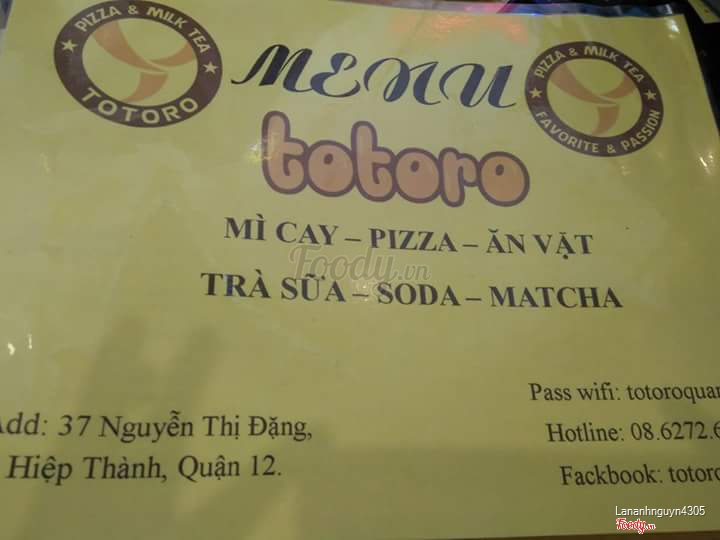 PIZZA & MILK TEA
TOTORO
MENU
PIZZA & MILK TEA
FAVORITE & PASSION
totoro
MÌ CAY – PIZZA – ĂN VẶT
Foody.vn
TRÀ SỮA – SODA – MATCHA
Add: 37 Nguyễn Thị Đặng,
Hiệp Thành, Quận 12.
Pass wifi: totoroquan
Hotline: 08.6272.6
Fackbook: totoro
Lananhnguyn4305
Foody.vn